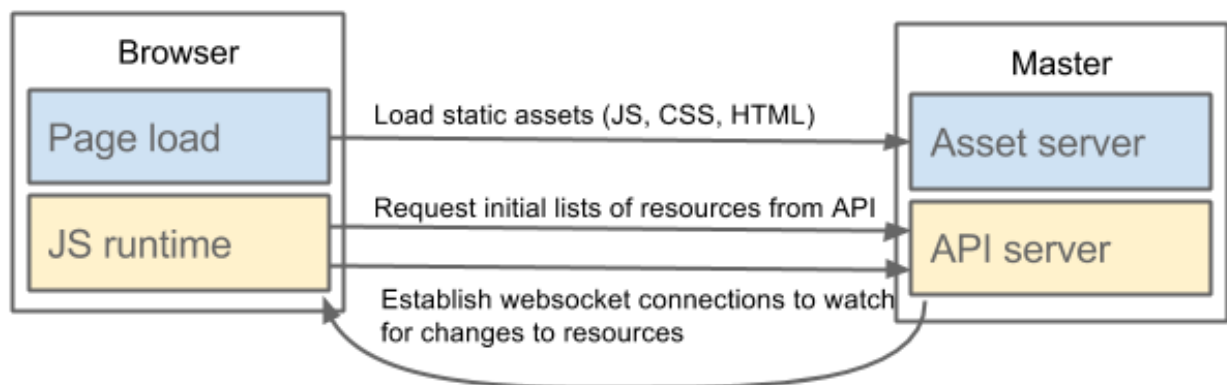 Browser
Master
Page load
Load static assets (JS, CSS, HTML)
Asset server
JS runtime
Request initial lists of resources from API
API server
Establish websocket connections to watch
for changes to resources